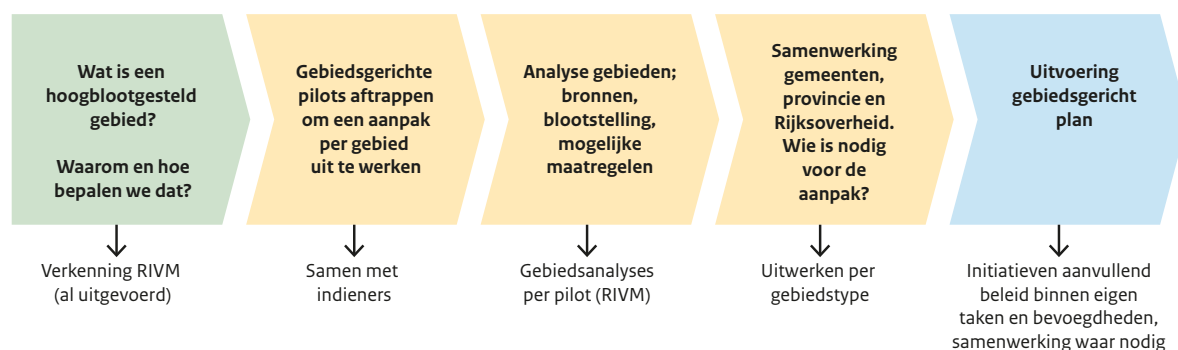 Wat is een
hoogblootgesteld
gebied?
Waarom en hoe
bepalen we dat?
Verkenning RIVM
(al uitgevoerd)
Gebiedsgerichte
pilots aftrappen
om een aanpak
per gebied
uit te werken
Samen met
indieners
Analyse gebieden;
bronnen,
blootstelling,
mogelijke
maatregelen
Gebiedsanalyses
per pilot (RIVM)
Samenwerking
gemeenten,
provincie en
Rijksoverheid.
Wie is nodig
voor de
aanpak?
Uitwerken per
gebiedstype
Uitvoering
gebiedsgericht
plan
Initiatieven aanvullend
beleid binnen eigen
taken en bevoegdheden,
samenwerking waar nodig